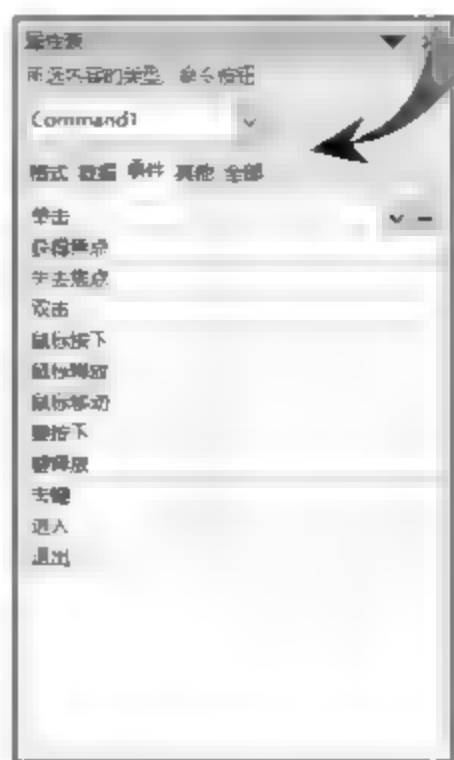 属性表
所选内容的类型: 命令按钮
Command1
格式 数据 事件 其他 全部
单击
获得焦点
失去焦点
双击
鼠标按下
鼠标释放
鼠标移动
键按下
键释放
击键
进入
退出